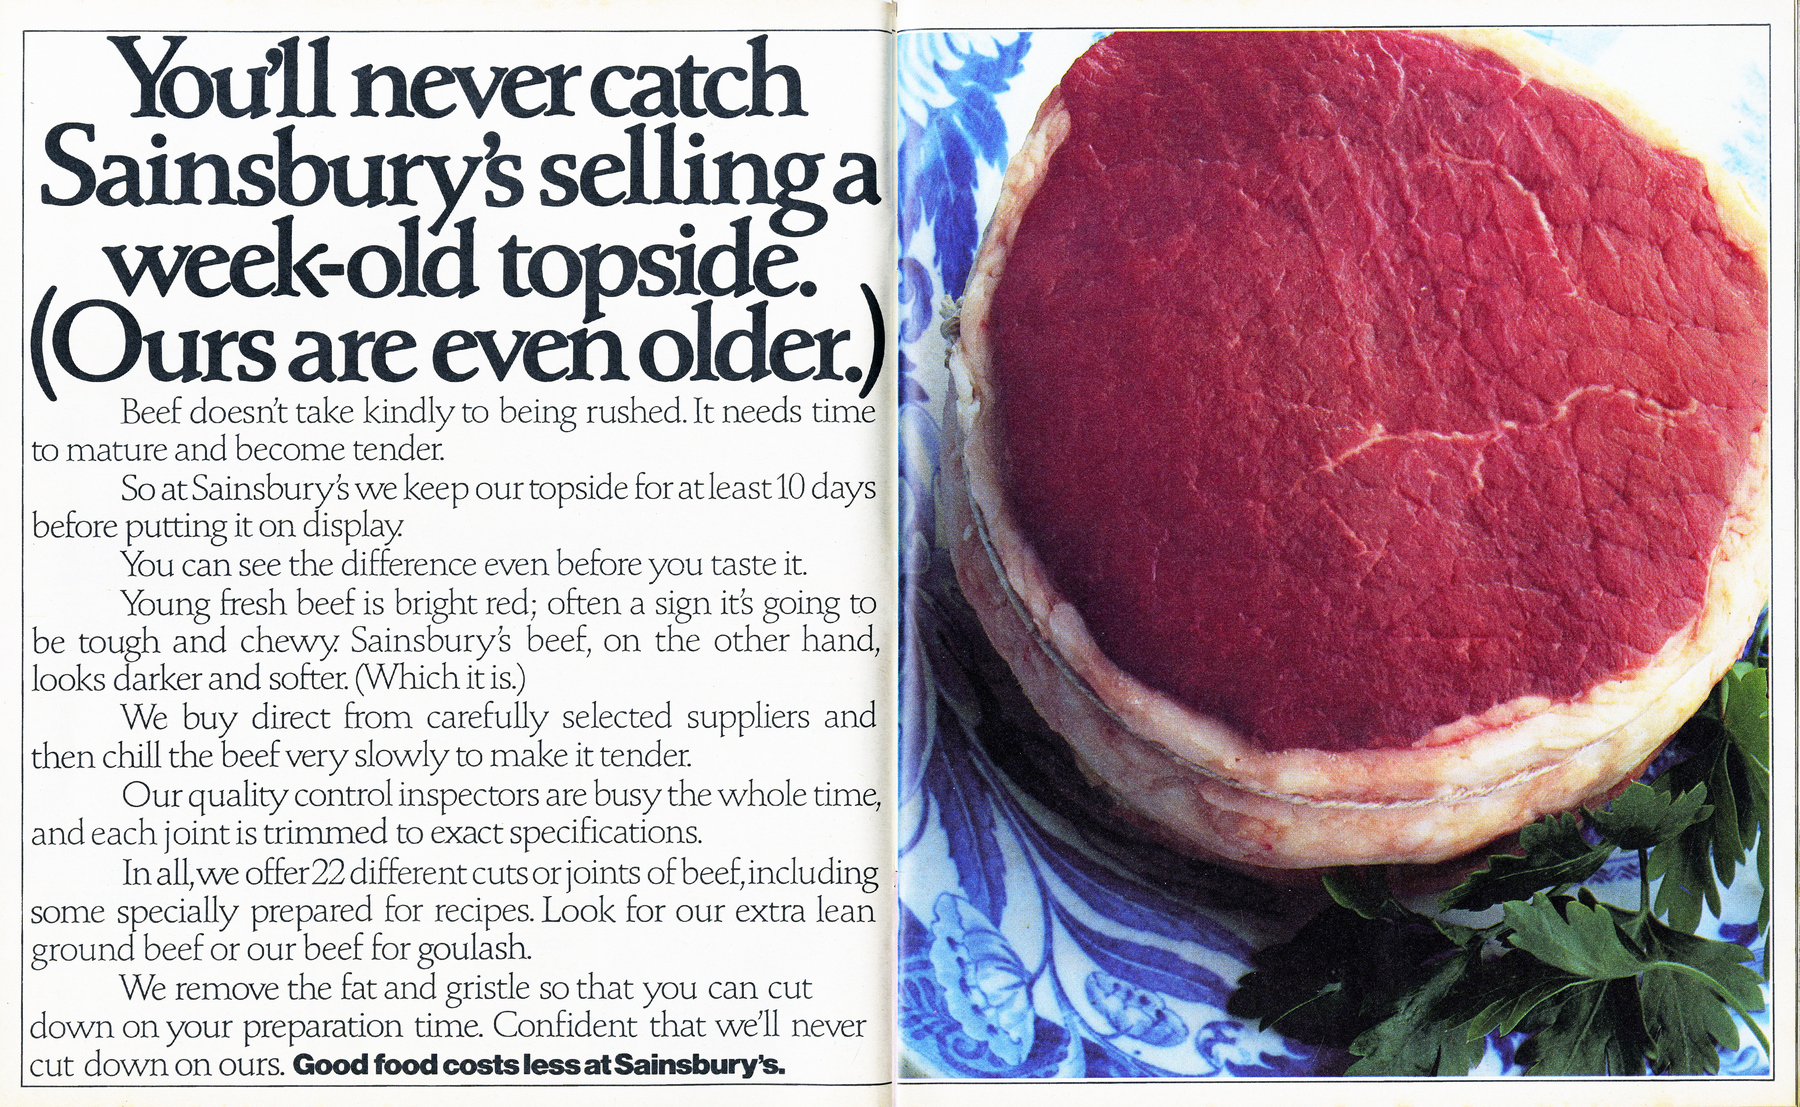 You'll never catch
Sainsbury's selling a
week-old topside.
(Ours are even older.)
Beef doesn't take kindly to being rushed. It needs time
to mature and become tender.
So at Sainsbury's we keep our topside for at least 10 days
before putting it on display.
You can see the difference even before you taste it.
Young fresh beef is bright red; often a sign it's going to
be tough and chewy. Sainsbury's beef, on the other hand,
looks darker and softer. (Which it is.)
We buy direct from carefully selected suppliers and
then chill the beef very slowly to make it tender.
Our quality control inspectors are busy the whole time,
and each joint is trimmed to exact specifications.
In all, we offer 22 different cuts or joints of beef, including
some specially prepared for recipes. Look for our extra lean
ground beef or our beef for goulash.
We remove the fat and gristle so that you can cut
down on your preparation time. Confident that we'll never
cut down on ours. Good food costs less at Sainsbury's.